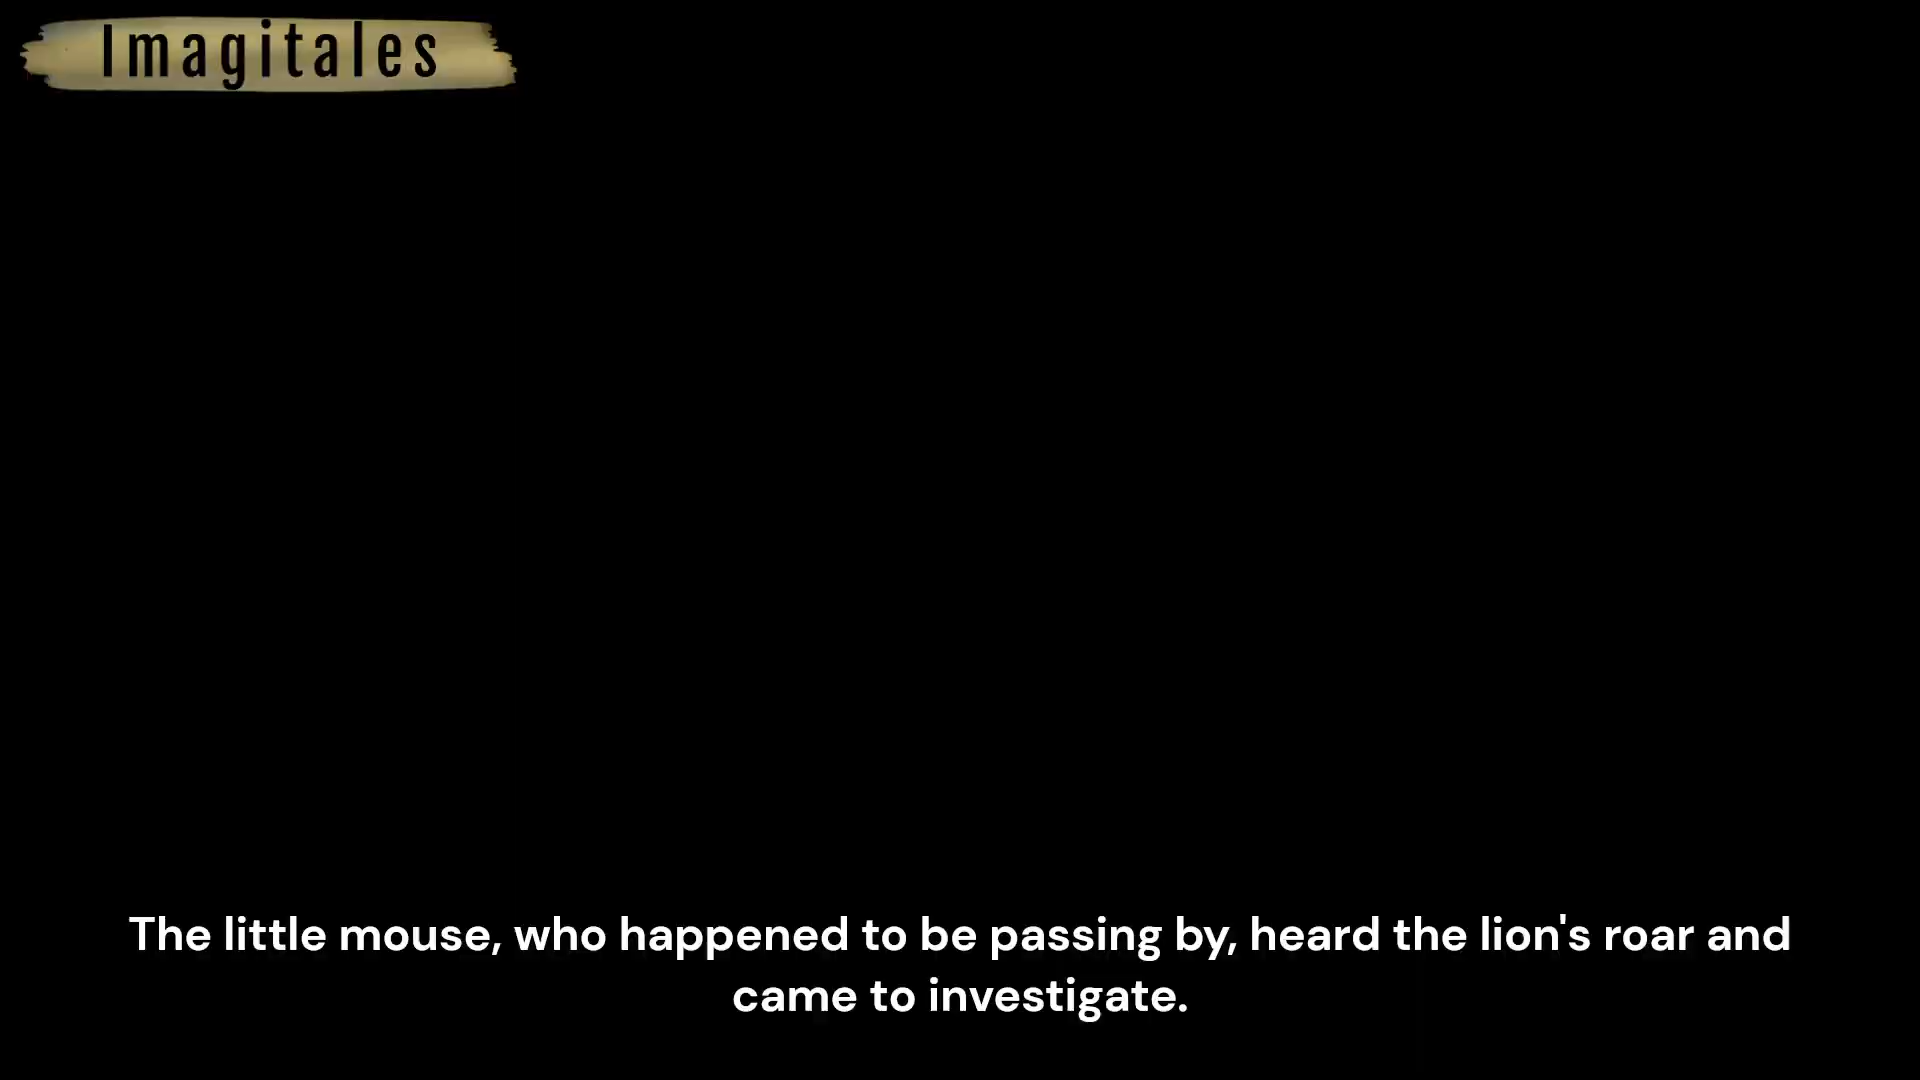 Imagitales
The little mouse, who happened to be passing by, heard the lion's roar and
came to investigate.